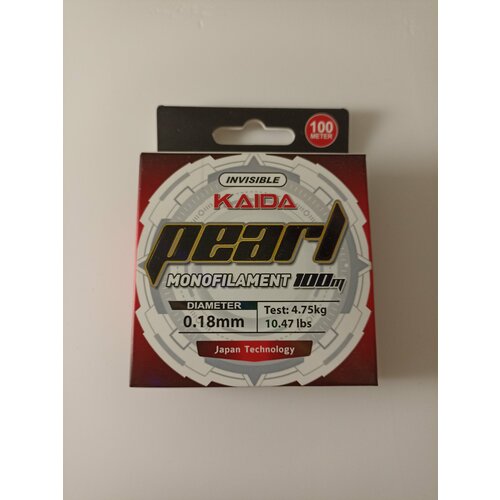 100
METER
INVISIBLE
KAIDA
pearl
MONOFILAMENT 100m
DIAMETER
0.18mm
Test: 4.75kg
10.47 lbs
Japan Technology